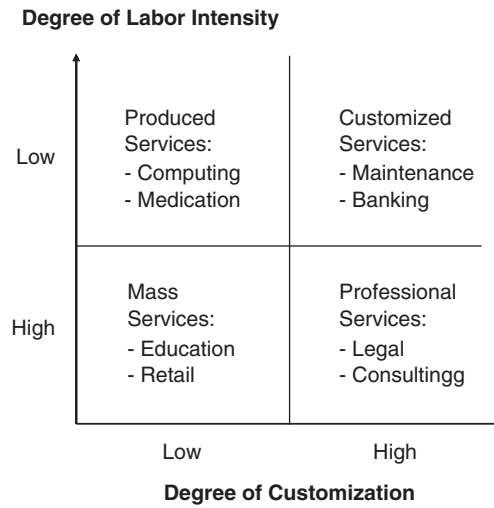 Degree of Labor Intensity
Low
Produced
Services:
- Computing
- Medication
Customized
Services:
- Maintenance
- Banking
High
Mass
Services:
- Education
- Retail
Professional
Services:
- Legal
- Consultingg
Low
High
Degree of Customization